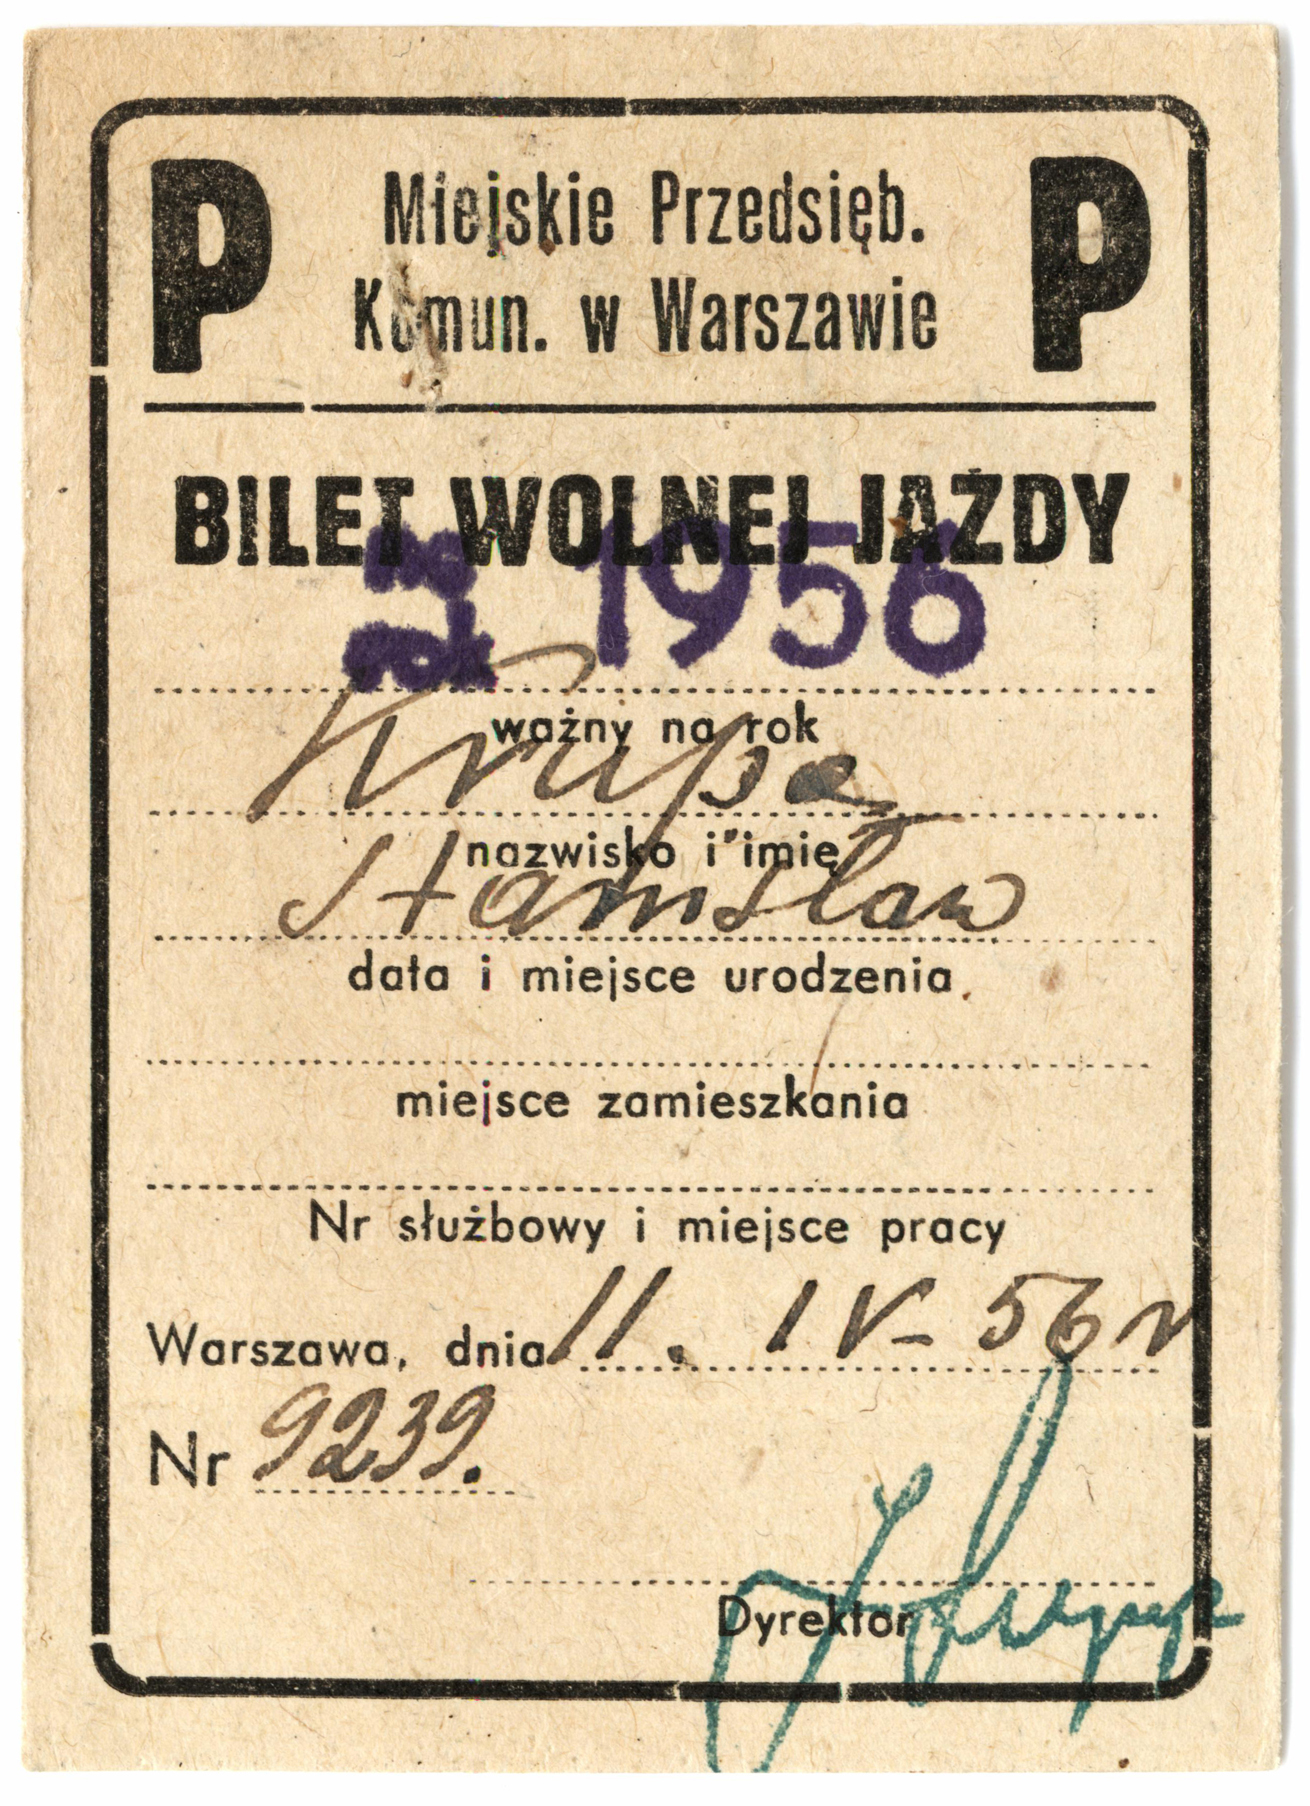 P Miejskie Przedsięb. P
Komun. w Warszawie
BILET WOLNEJ JAZDY
1956
ważny na rok
Krupa
nazwisko i imię
Stanisław
data i miejsce urodzenia
miejsce zamieszkania
Nr służbowy i miejsce pracy
Warszawa, dnia 11. IV- 56 r
Nr 9239.
Dyrektor